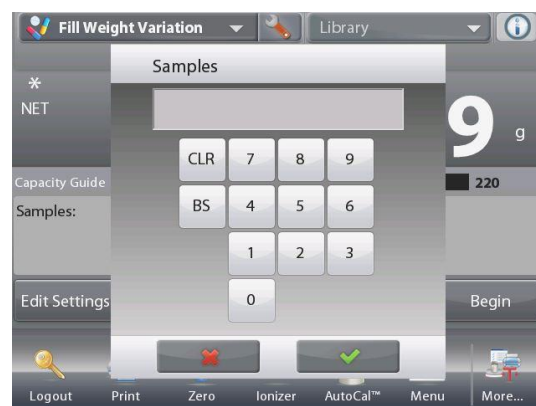 Fill Weight Variation
Library
Samples
*
NET
9 g
CLR 7 8 9
Capacity Guide
220
Samples:
BS 4 5 6
1 2 3
Edit Settings
0
Begin
Logout Print Zero Ionizer AutoCal™ Menu More...